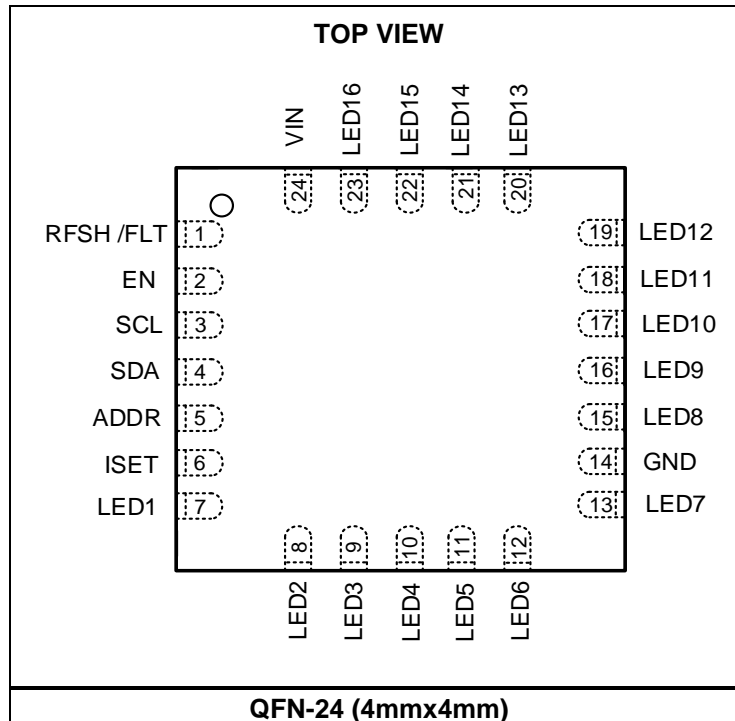 TOP VIEW
VIN
LED16
LED15
LED14
LED13
24
23
22
21
20
RFSH /FLT 1
EN 2
SCL 3
SDA 4
ADDR 5
ISET 6
LED1 7
19 LED12
18 LED11
17 LED10
16 LED9
15 LED8
14 GND
13 LED7
8
9
10
11
12
LED2
LED3
LED4
LED5
LED6
QFN-24 (4mmx4mm)